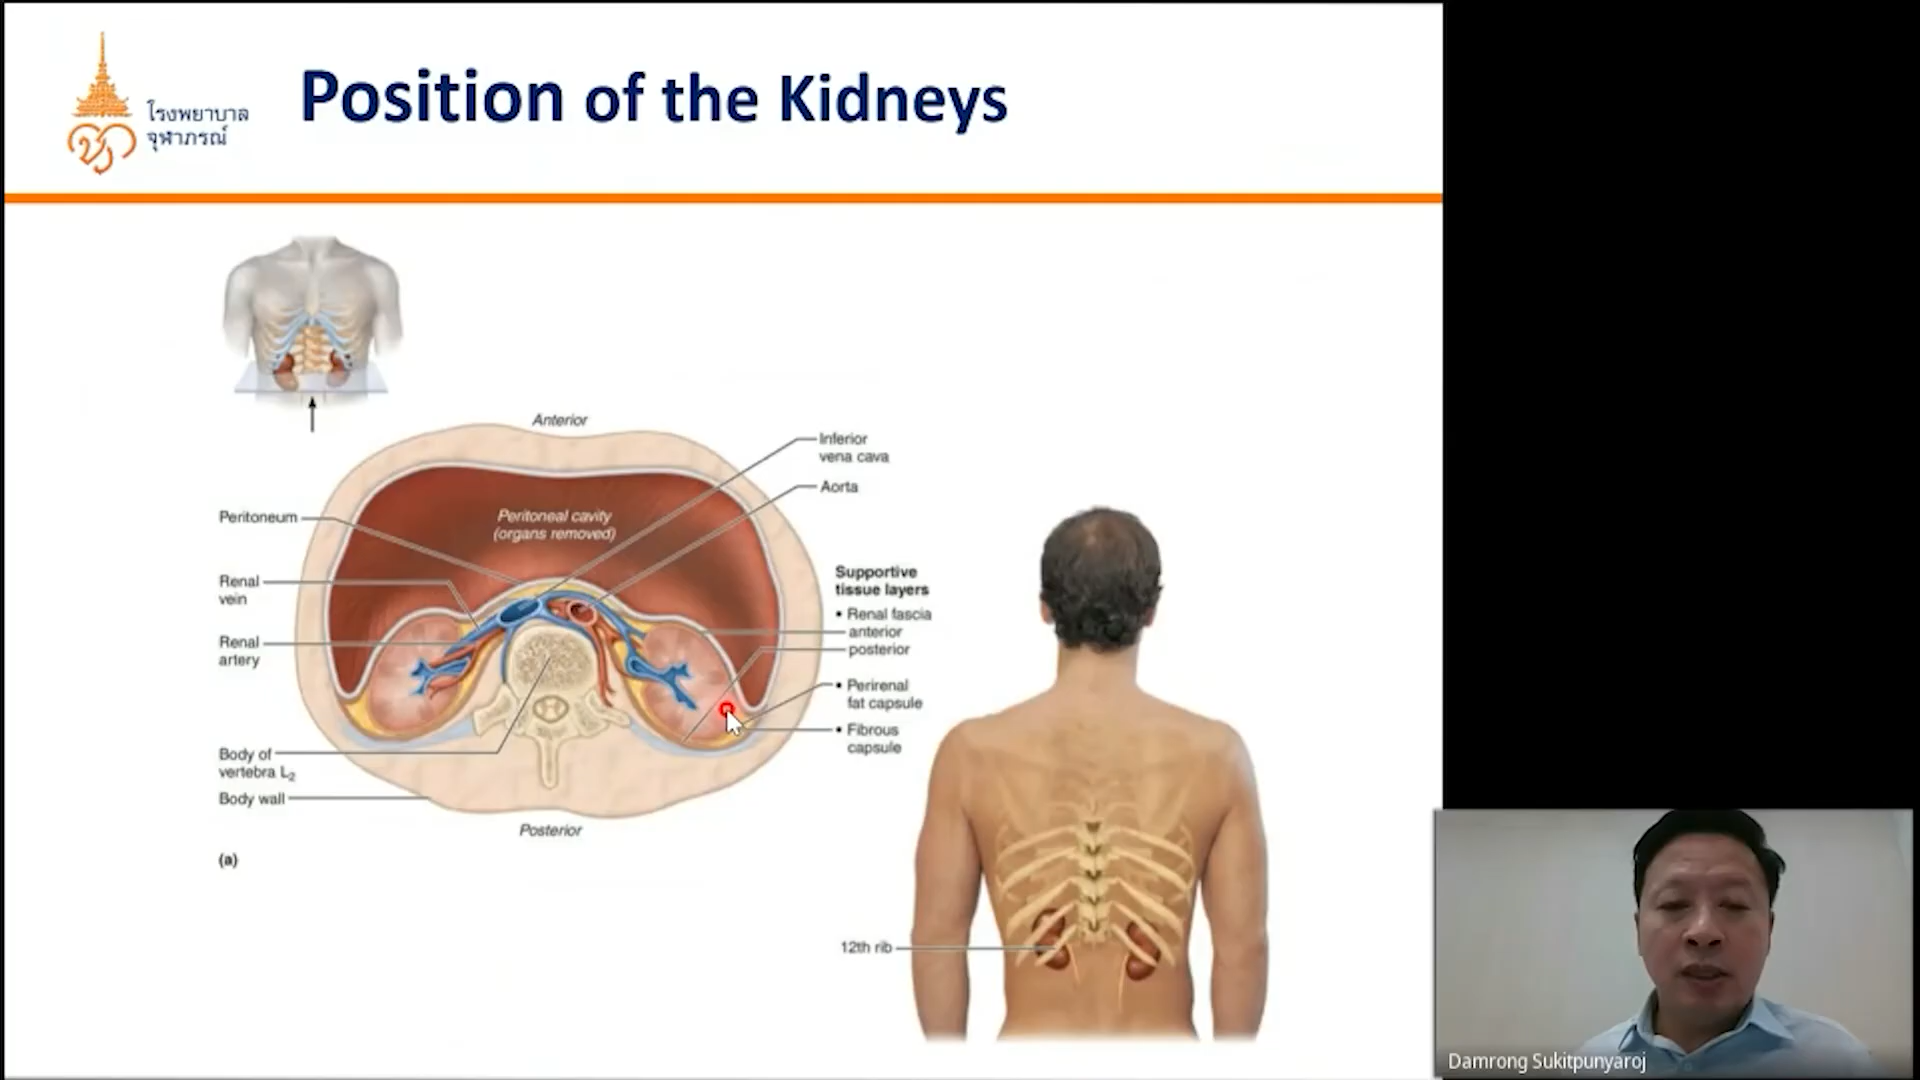 โรงพยาบาล
จุฬาภรณ์
Position of the Kidneys
Anterior
Inferior
vena cava
Aorta
Peritoneum
Peritoneal cavity
(organs removed)
Renal
vein
Renal
artery
Supportive
tissue layers
• Renal fascia
anterior
posterior
• Perirenal
fat capsule
• Fibrous
capsule
Body of
vertebra L2
Body wall
Posterior
(a)
12th rib
Damrong Sukitpunyaroj